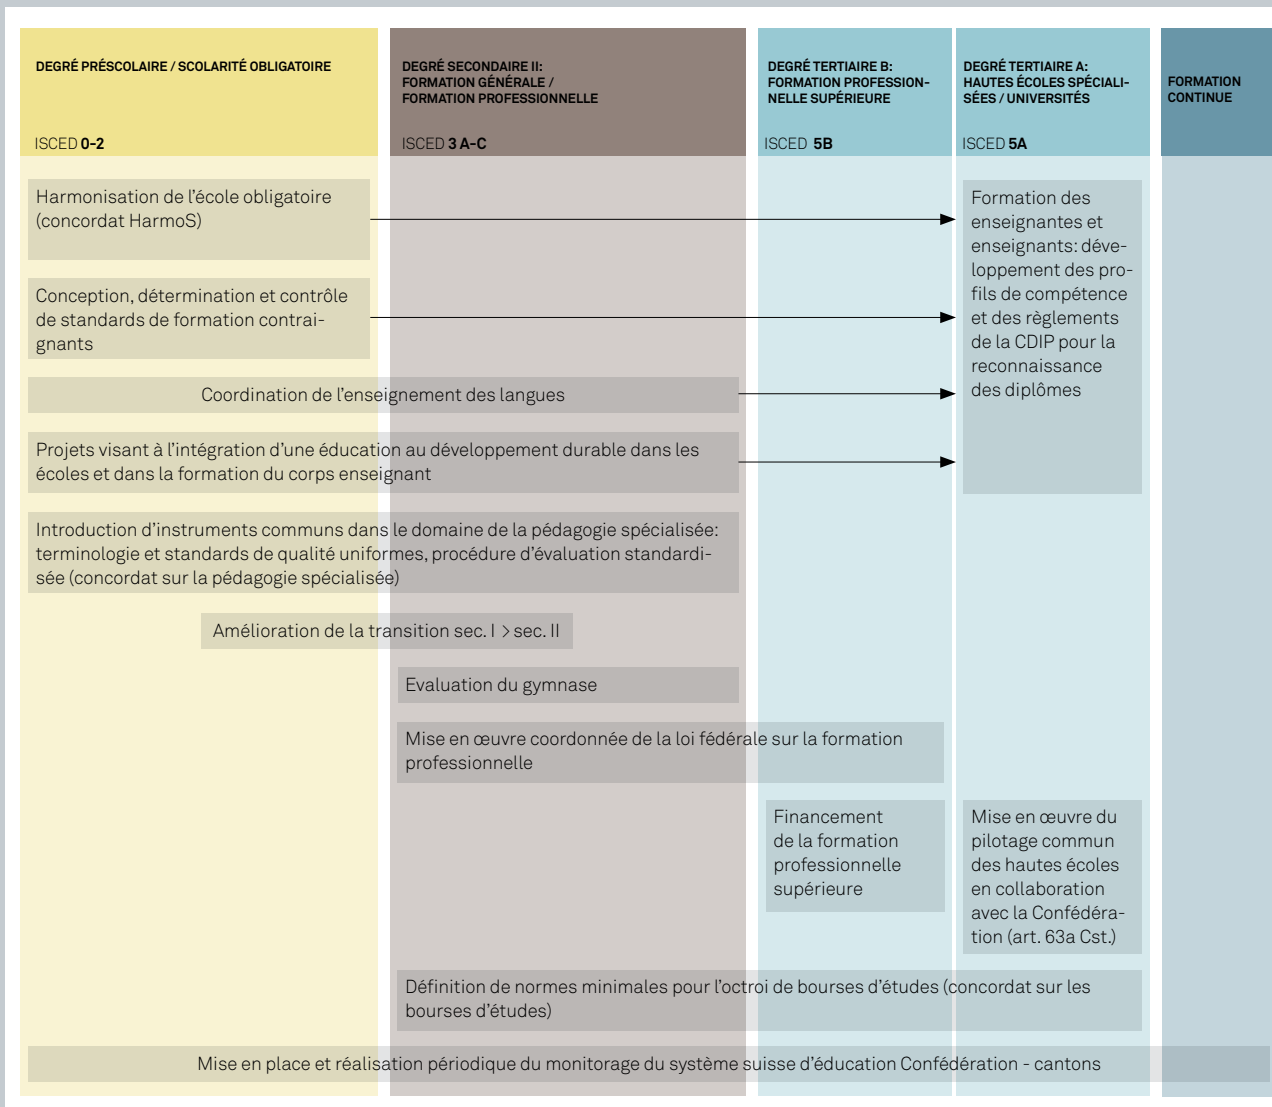 DEGRÉ PRÉSCOLAIRE / SCOLARITÉ OBLIGATOIRE
ISCED 0-2
DEGRÉ SECONDAIRE II:
FORMATION GÉNÉRALE /
FORMATION PROFESSIONNELLE
ISCED 3 A-C
DEGRÉ TERTIAIRE B:
FORMATION PROFESSION-
NELLE SUPÉRIEURE
ISCED 5B
DEGRÉ TERTIAIRE A:
HAUTES ÉCOLES SPÉCIALI-
SÉES / UNIVERSITÉS
ISCED 5A
FORMATION
CONTINUE
Harmonisation de l'école obligatoire
(concordat HarmoS)
Formation des
enseignantes et
enseignants: déve-
loppement des pro-
fils de compétence
et des règlements
de la CDIP pour la
reconnaissance
des diplômes
Conception, détermination et contrôle
de standards de formation contrai-
gnants
Coordination de l'enseignement des langues
Projets visant à l'intégration d'une éducation au développement durable dans les
écoles et dans la formation du corps enseignant
Introduction d'instruments communs dans le domaine de la pédagogie spécialisée:
terminologie et standards de qualité uniformes, procédure d'évaluation standardi-
sée (concordat sur la pédagogie spécialisée)
Amélioration de la transition sec. I > sec. II
Evaluation du gymnase
Mise en œuvre coordonnée de la loi fédérale sur la formation
professionnelle
Financement
de la formation
professionnelle
supérieure
Mise en œuvre du
pilotage commun
des hautes écoles
en collaboration
avec la Confédéra-
tion (art. 63a Cst.)
Définition de normes minimales pour l'octroi de bourses d'études (concordat sur les
bourses d'études)
Mise en place et réalisation périodique du monitorage du système suisse d'éducation Confédération - cantons